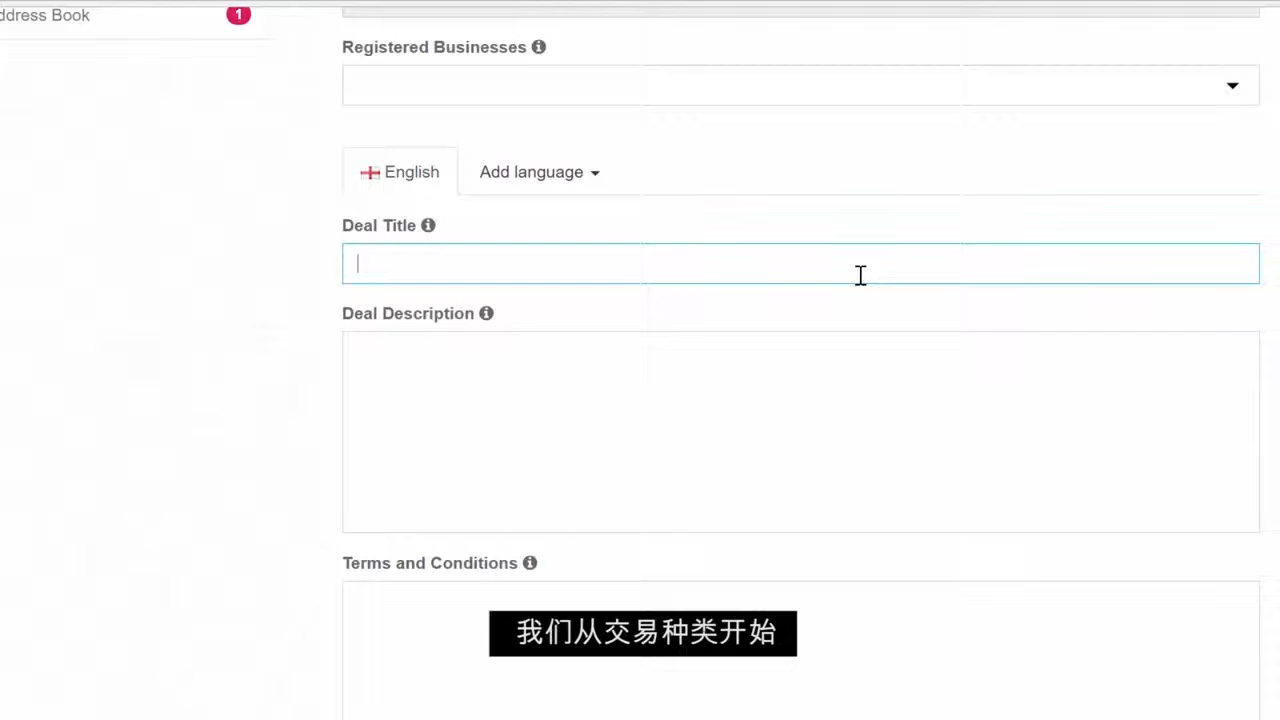 ddress Book
1
Registered Businesses
English
Add language
Deal Title
Deal Description
Terms and Conditions
我们从交易种类开始